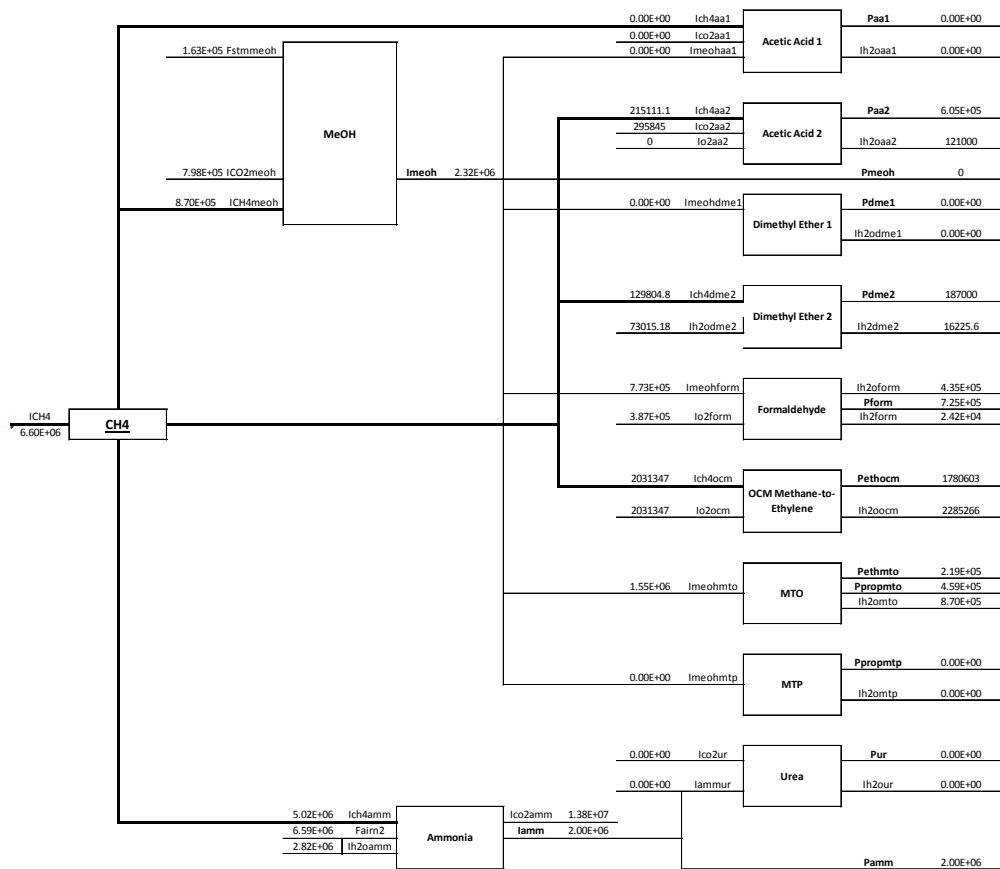 0.00E+00 Ich4aa1 Paa1 0.00E+00
0.00E+00 Ico2aa1
Acetic Acid 1
0.00E+00 Imeohaa1 Ih2oaa1 0.00E+00
1.63E+05 Fstmmeoh
MeOH
215111.1 Ich4aa2 Paa2 6.05E+05
295845 Ico2aa2
Acetic Acid 2
0 Io2aa2 Ih2oaa2 121000
7.98E+05 ICO2meoh Imeoh 2.32E+06 Pmeoh 0
8.70E+05 ICH4meoh
0.00E+00 Imeohdme1 Pdme1 0.00E+00
Dimethyl Ether 1
Ih2odme1 0.00E+00
129804.8 Ich4dme2 Pdme2 187000
Dimethyl Ether 2
73015.18 Ih2odme2 Ih2dme2 16225.6
7.73E+05 Imeohform Ih2oform 4.35E+05
Formaldehyde Pform 7.25E+05
3.87E+05 Io2form Ih2form 2.42E+04
ICH4
CH4
6.60E+06
2031347 Ich4ocm Pethocm 1780603
OCM Methane-to-
Ethylene
2031347 Io2ocm Ih2oocm 2285266
Pethmto 2.19E+05
1.55E+06 Imeohmto MTO Ppropmto 4.59E+05
Ih2omto 8.70E+05
Ppropmtp 0.00E+00
0.00E+00 Imeohmtp MTP
Ih2omtp 0.00E+00
0.00E+00 Ico2ur Pur 0.00E+00
Urea
0.00E+00 Iammur Ih2our 0.00E+00
5.02E+06 Ich4amm Ico2amm 1.38E+07
6.59E+06 Fairn2 Ammonia Iamm 2.00E+06
2.82E+06 Ih2oamm
Pamm 2.00E+06